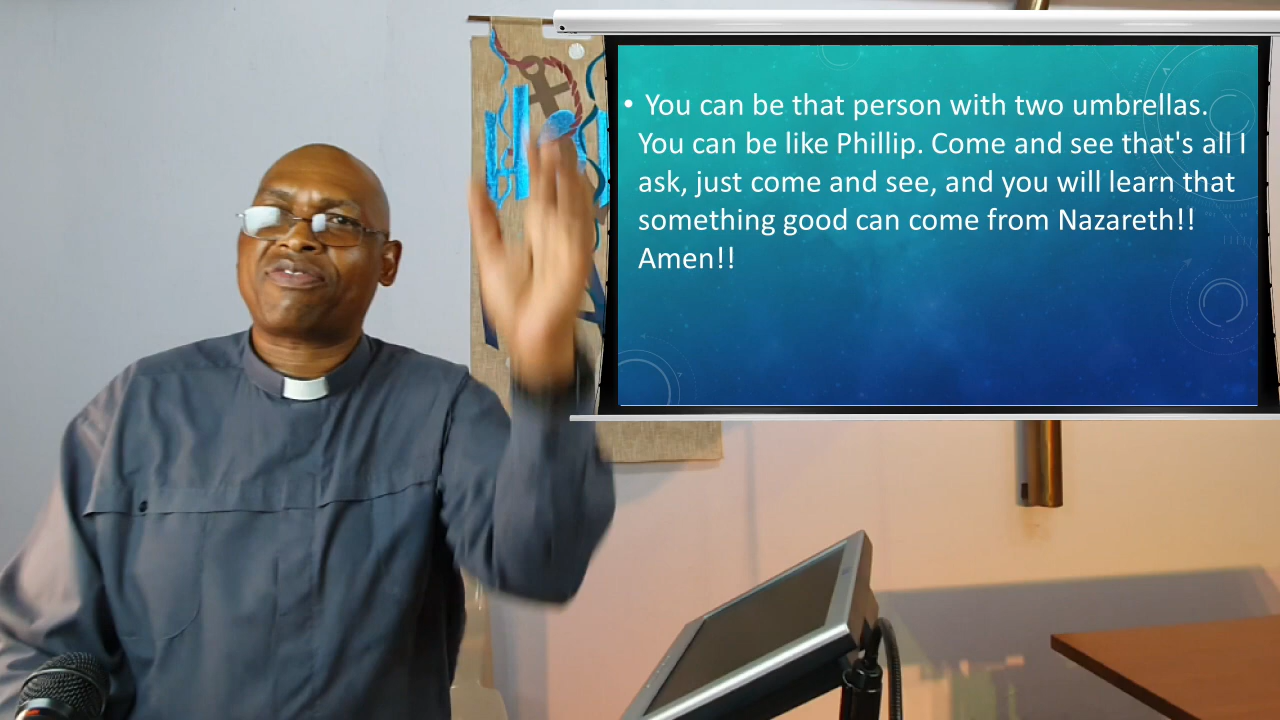 • You can be that person with two umbrellas.
You can be like Phillip. Come and see that's all I
ask, just come and see, and you will learn that
something good can come from Nazareth!!
Amen!!